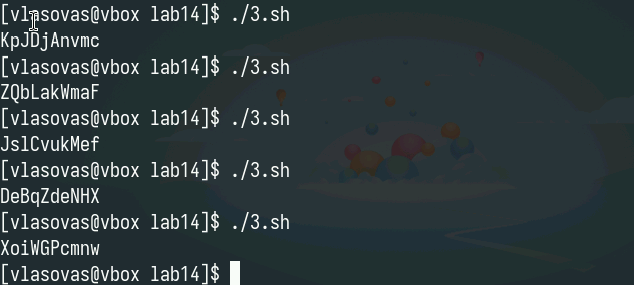 [vlasovas@vbox lab14]$ ./3.sh
KpJDjAnvmc
[vlasovas@vbox lab14]$ ./3.sh
ZQbLakWmaF
[vlasovas@vbox lab14]$ ./3.sh
JslCvukMef
[vlasovas@vbox lab14]$ ./3.sh
DeBqZdeNHX
[vlasovas@vbox lab14]$ ./3.sh
XoiWGPcmnw
[vlasovas@vbox lab14]$